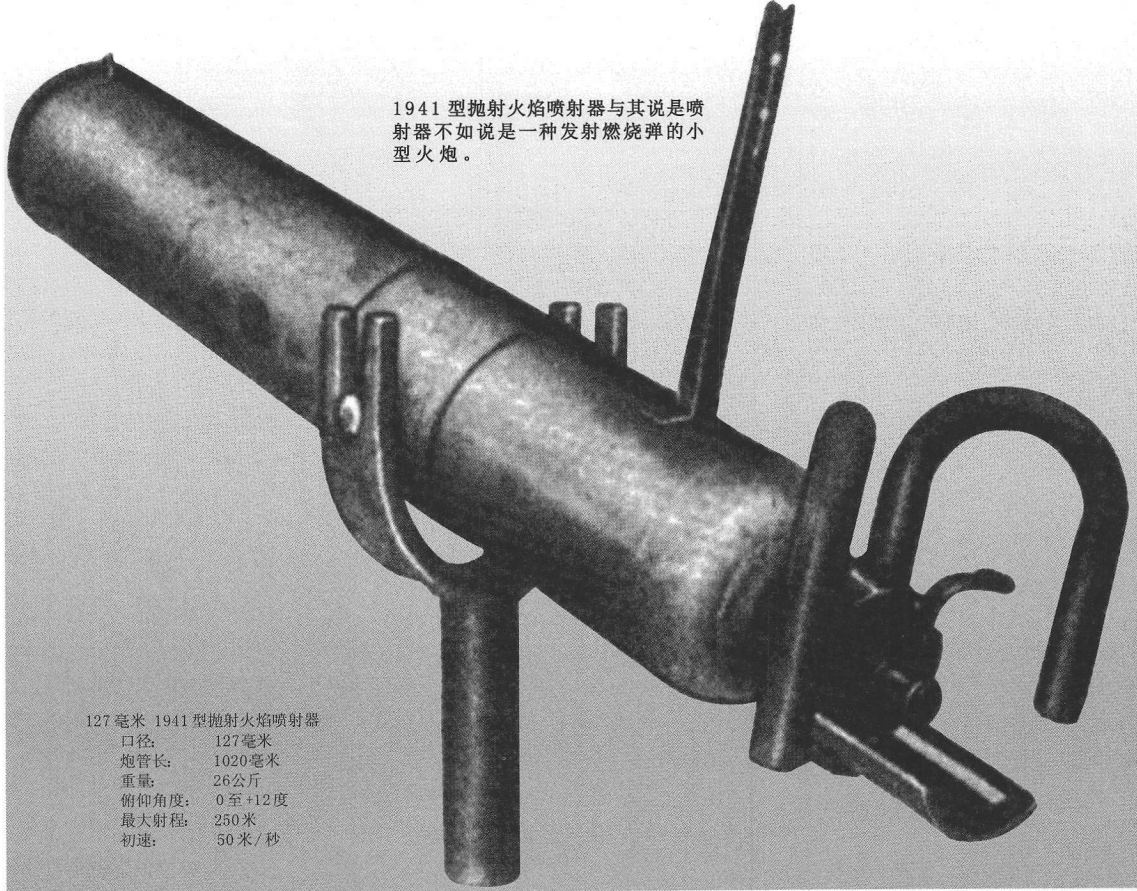 1941 型抛射火焰喷射器与其说是喷
射器不如说是一种发射燃烧弹的小
型火炮。
127毫米 1941型抛射火焰喷射器
口径: 127毫米
炮管长: 1020毫米
重量: 26公斤
俯仰角度: 0至+12度
最大射程: 250米
初速: 50米/秒